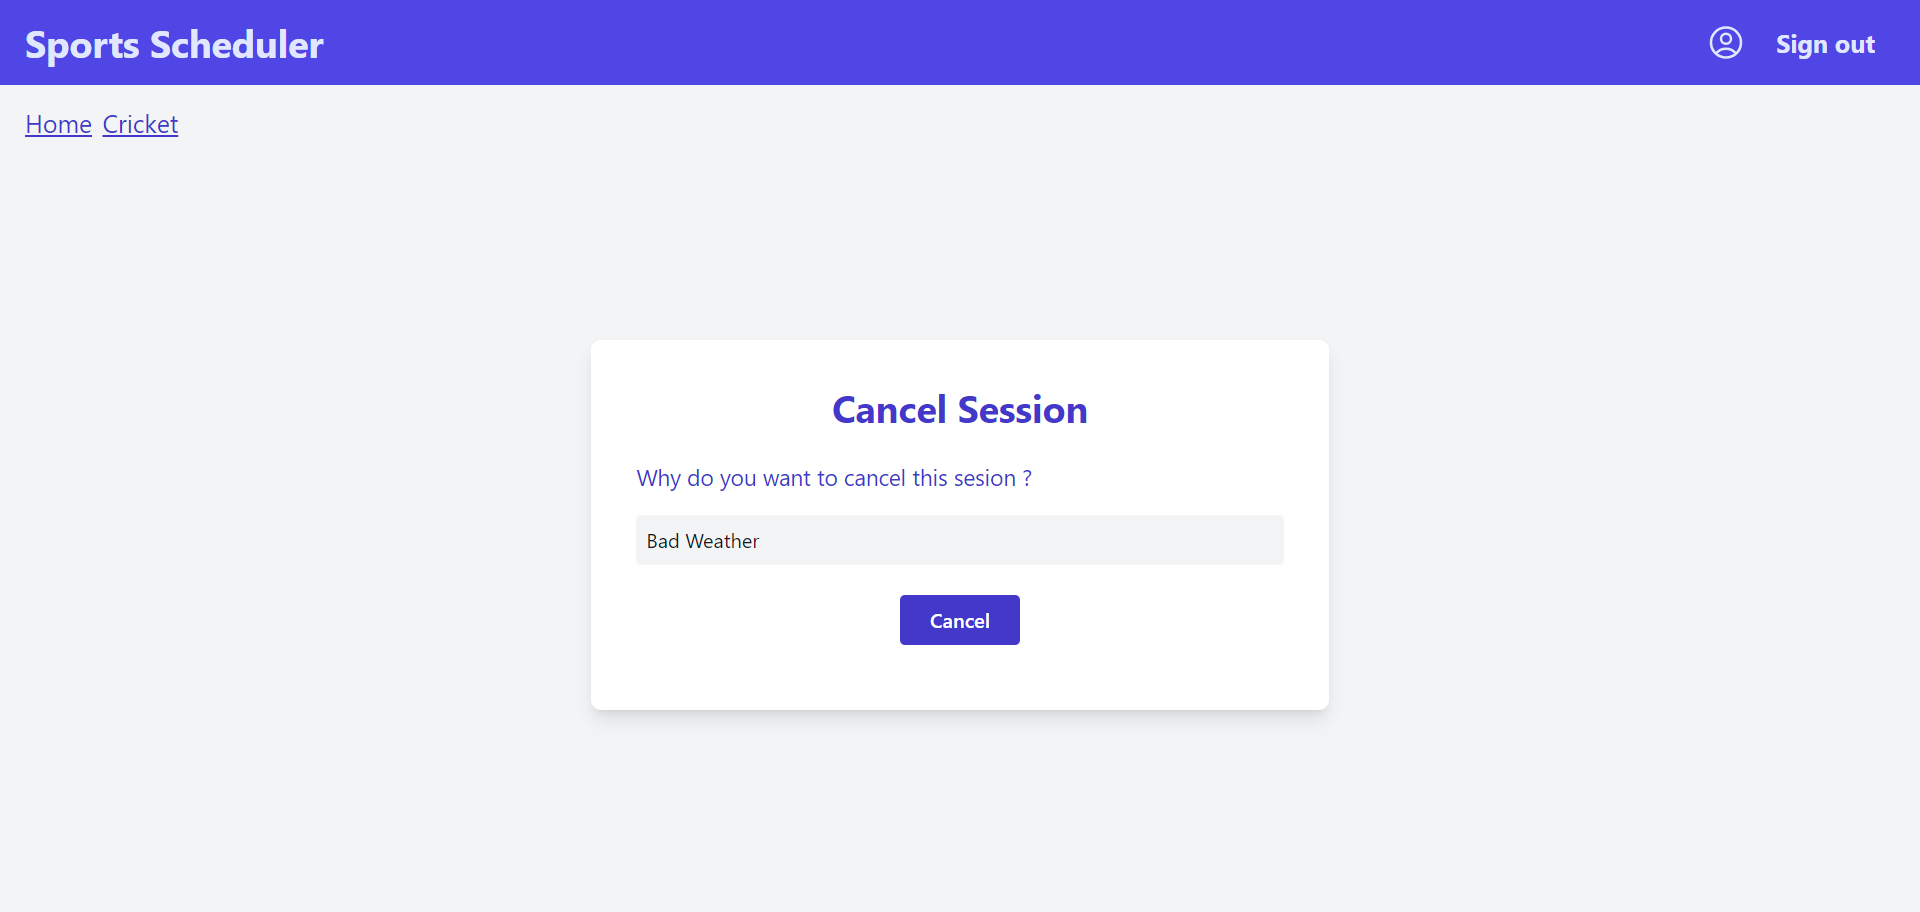 Sports Scheduler
Sign out
Home Cricket
Cancel Session
Why do you want to cancel this sesion ?
Bad Weather
Cancel